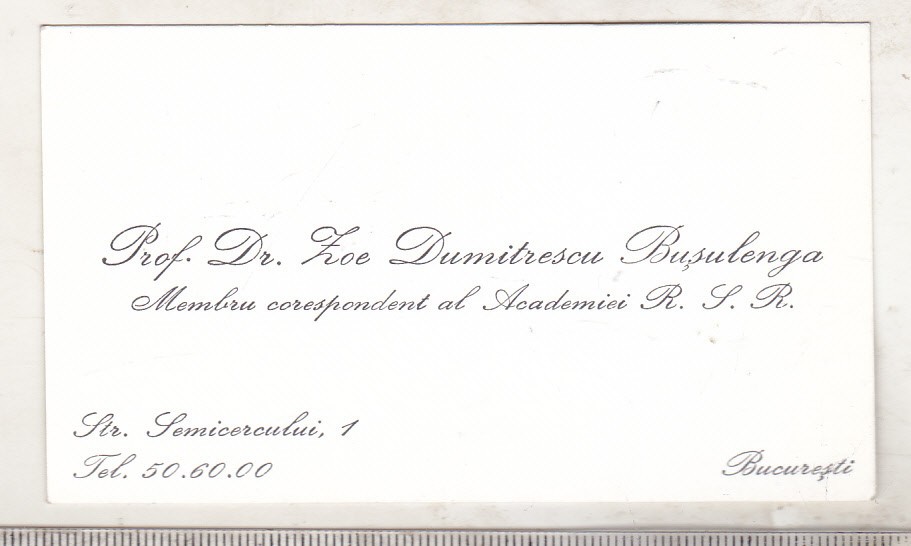 Prof. Dr. Zoe Dumitrescu Bușulenga
Membru corespondent al Academiei R. S. R.
Str. Semicercului, 1
Tel. 50.60.00
București